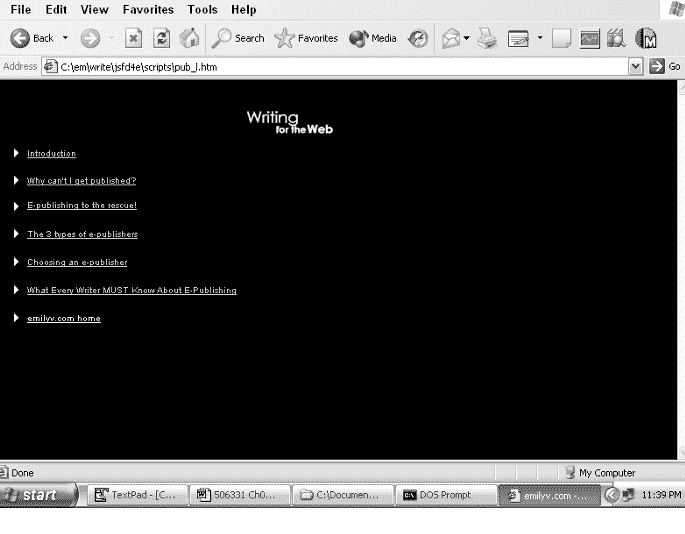 File Edit View Favorites Tools Help
Back Search Favorites Media
Address C:\em\write\jsfd4e\scripts\pub_l.htm Go
Writing
for the Web
Introduction
Why can't I get published?
E-publishing to the rescue!
The 3 types of e-publishers
Choosing an e-publisher
What Every Writer MUST Know About E-Publishing
emilyv.com home
Done My Computer
start TextPad - [C... 506331 Ch0... C:\Documen... DOS Prompt emilyv.com -... 11:39 PM